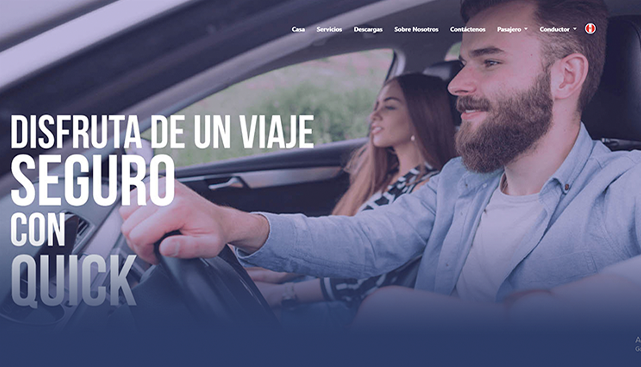 Casa Servicios Descargas Sobre Nosotros Contáctenos Pasajero Conductor
DISFRUTA DE UN VIAJE
SEGURO
CON
QUICK